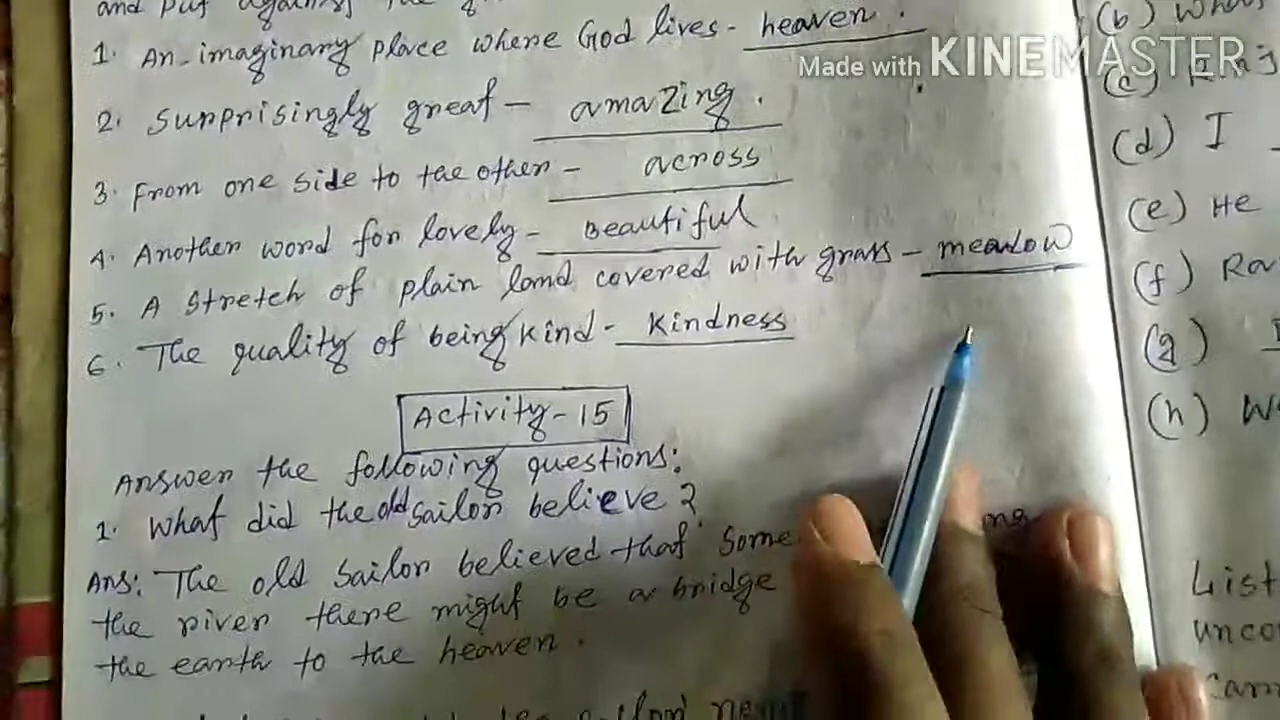 and put against the
1. An imaginary place where God lives - heaven.
Made with KINEMASTER
2. Surprisingly great - amazing.
3. From one side to the other - across
4. Another word for lovely - Beautiful
5. A stretch of plain land covered with grass - meadow
6. The quality of being kind - Kindness
Activity - 15
Answer the following questions:
1. What did the old sailor believe?
Ans: The old sailor believed that some
the river there might be a bridge
the earth to the heaven.
(b)
(c)
(d) I
(e) He
(f)
(g)
(h)